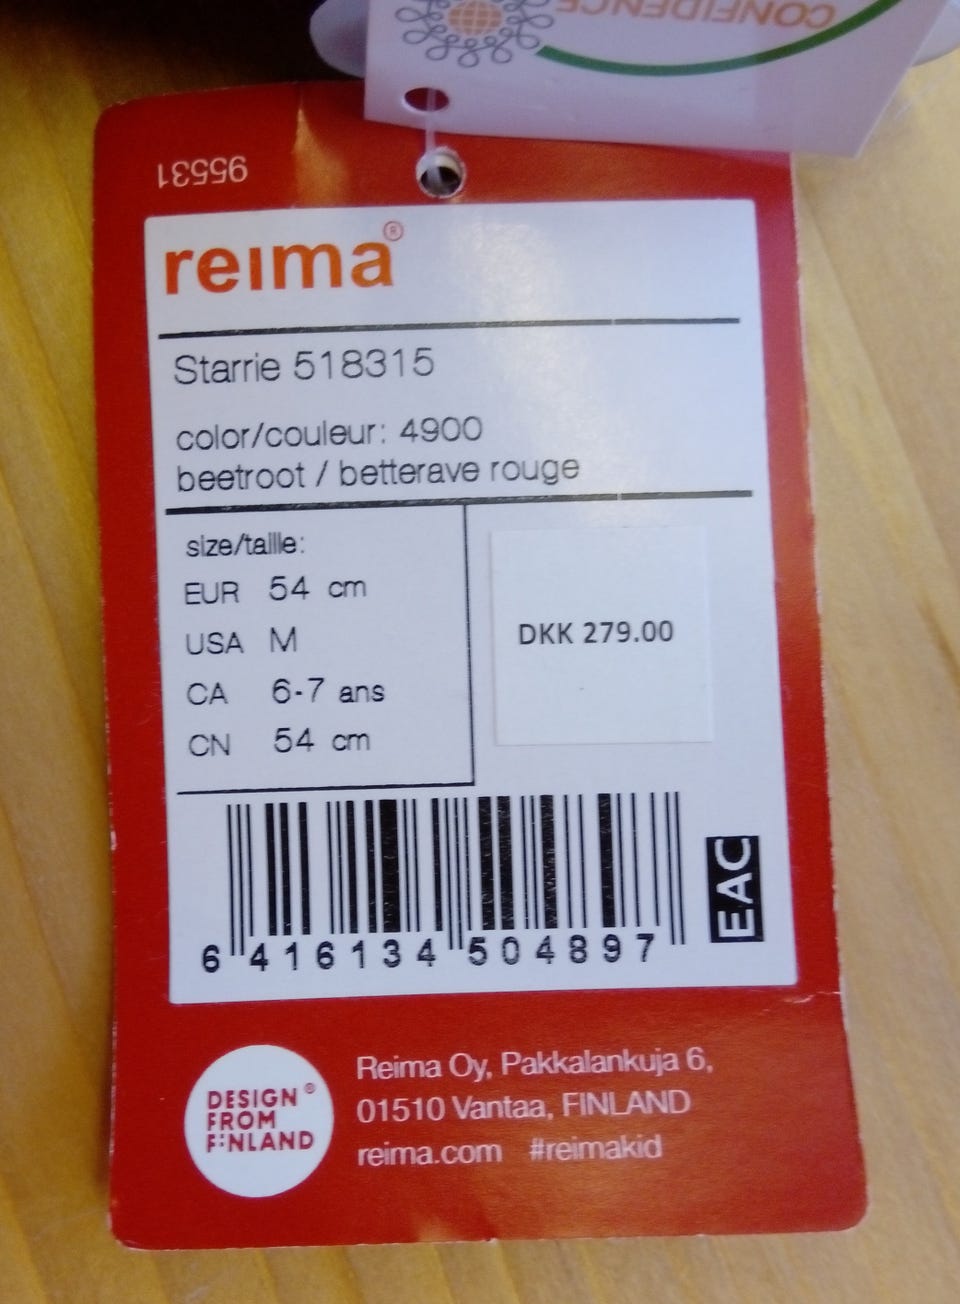 CONFIDENCE
95531
reima®
Starrie 518315
color/couleur: 4900
beetroot / betterave rouge
size/taille:
EUR 54 cm
USA M
CA 6-7 ans
CN 54 cm
DKK 279.00
6 416134 504897
EAC
DESIGN®
FROM
FINLAND
Reima Oy, Pakkalankuja 6,
01510 Vantaa, FINLAND
reima.com #reimakid